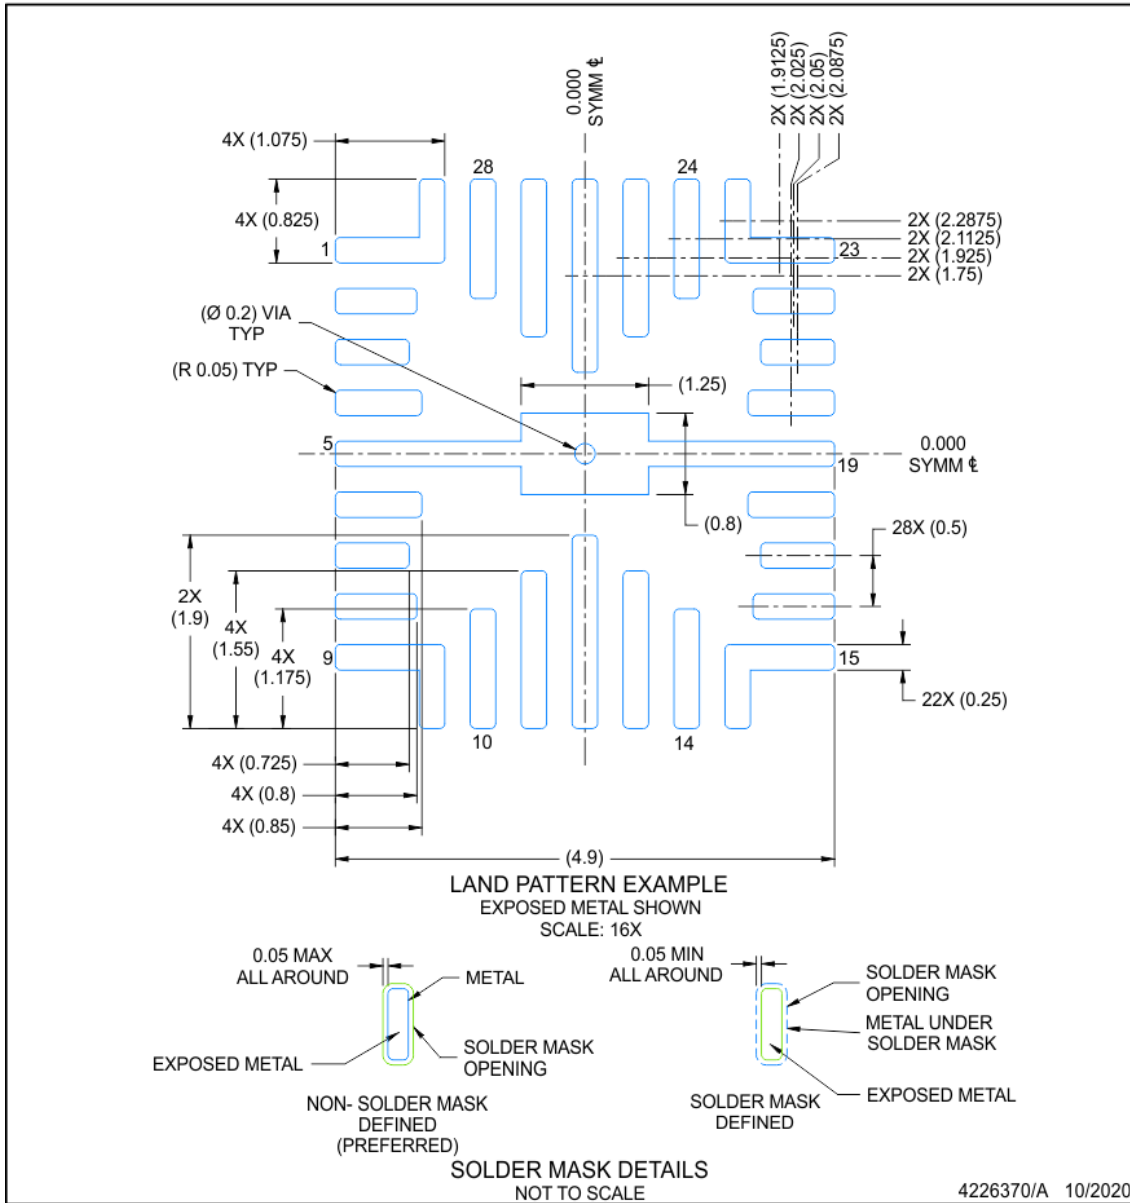 0.000
SYMM ℄
2X (1.9125)
2X (2.025)
2X (2.05)
2X (2.0875)
4X (1.075)
28
24
4X (0.825)
2X (2.2875)
2X (2.1125)
2X (1.925)
2X (1.75)
1
23
(Ø 0.2) VIA
TYP
(R 0.05) TYP
(1.25)
5
0.000
SYMM ℄
19
(0.8)
28X (0.5)
2X
(1.9)
4X
(1.55)
4X
(1.175)
9
15
22X (0.25)
10
14
4X (0.725)
4X (0.8)
4X (0.85)
(4.9)
LAND PATTERN EXAMPLE
EXPOSED METAL SHOWN
SCALE: 16X
0.05 MAX
ALL AROUND
METAL
EXPOSED METAL
SOLDER MASK
OPENING
NON- SOLDER MASK
DEFINED
(PREFERRED)
0.05 MIN
ALL AROUND
SOLDER MASK
OPENING
METAL UNDER
SOLDER MASK
EXPOSED METAL
SOLDER MASK
DEFINED
SOLDER MASK DETAILS
NOT TO SCALE
4226370/A 10/2020